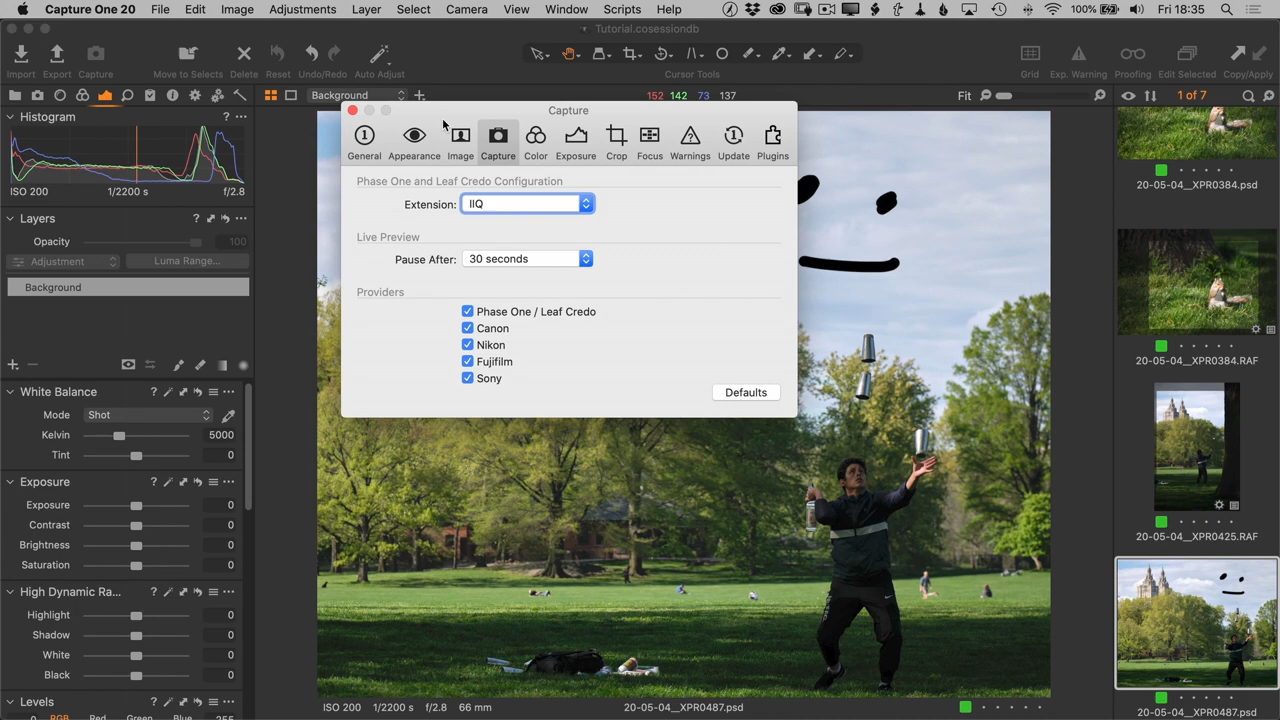 Capture One 20 File Edit Image Adjustments Layer Select Camera View Window Scripts Help 100% Fri 18:35
Tutorial.cosessiondb
Import Export Capture Move to Selects Delete Reset Undo/Redo Auto Adjust Cursor Tools Grid Exp. Warning Proofing Edit Selected Copy/Apply
Background 152 142 73 137 Fit 1 of 7
Histogram ? ...
ISO 200 1/2200 s f/2.8
Layers ? ...
Opacity 100
Adjustment Luma Range...
Background
White Balance ? ...
Mode Shot
Kelvin 5000
Tint 0
Exposure ? ...
Exposure 0
Contrast 0
Brightness 0
Saturation 0
High Dynamic Ra... ? ...
Highlight 0
Shadow 0
White 0
Black 0
Levels ? ...
RGB Red Green Blue 255
Capture
General Appearance Image Capture Color Exposure Crop Focus Warnings Update Plugins
Phase One and Leaf Credo Configuration
Extension: IIQ
Live Preview
Pause After: 30 seconds
Providers
Phase One / Leaf Credo
Canon
Nikon
Fujifilm
Sony
Defaults
ISO 200 1/2200 s f/2.8 66 mm 20-05-04__XPR0487.psd
20-05-04__XPR0384.psd
20-05-04__XPR0384.RAF
20-05-04__XPR0425.RAF
20-05-04__XPR0487.psd